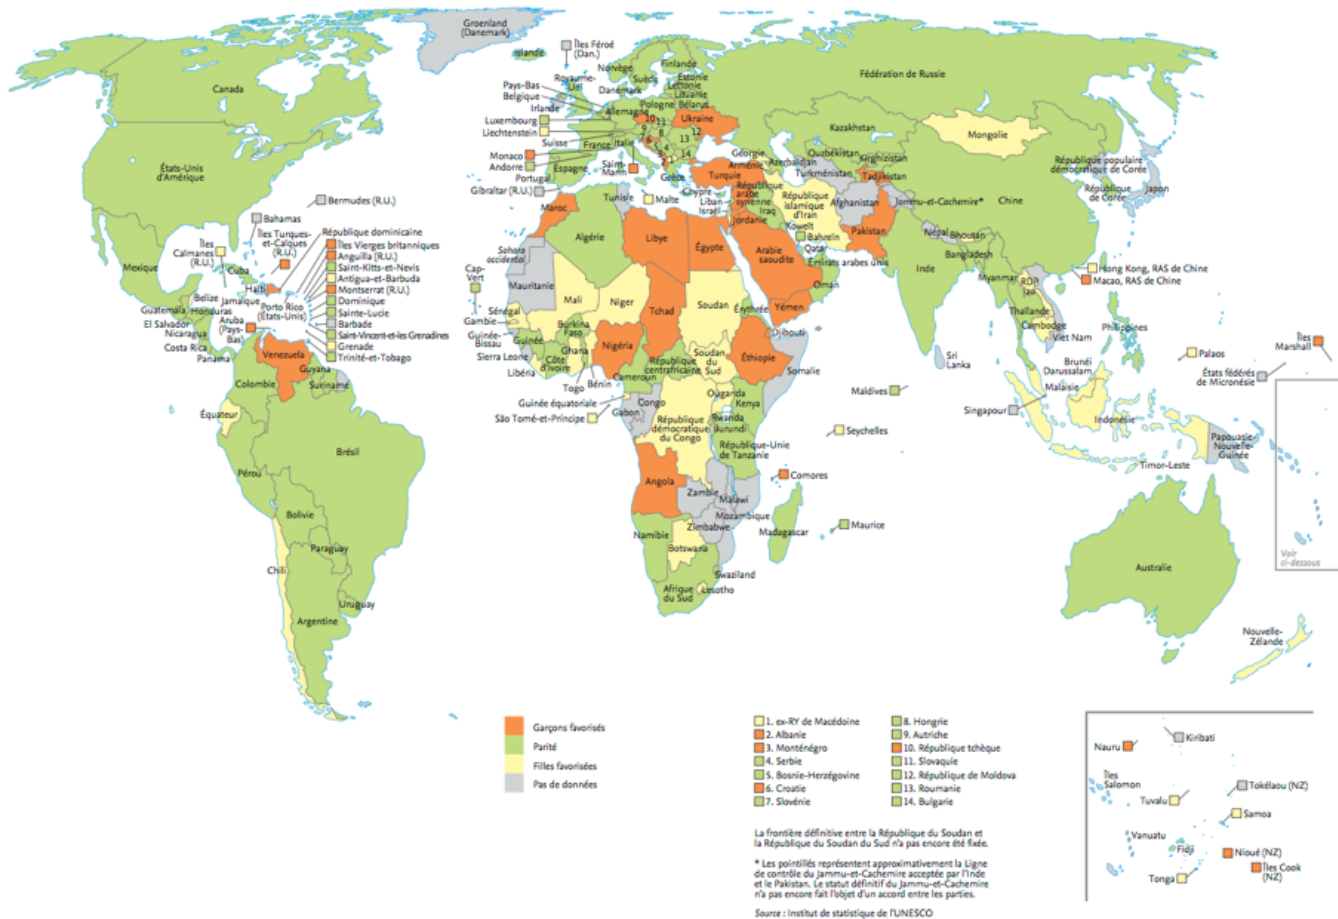 Groenland
(Danemark)
Îles Féroé
(Dan.)
Islande
Norvège
Finlande
Suède
Royaume-
Uni
Danemark
Estonie
Lettonie
Lituanie
Pays-Bas
Belgique
Irlande
Pologne
Bélarus
Allemagne
Ukraine
Luxembourg
Liechtenstein
Suisse
France
Italie
Monaco
Andorre
Saint-
Marin
Portugal
Espagne
Grèce
Gibraltar (R.U.)
Malte
Fédération de Russie
Kazakhstan
Mongolie
Géorgie
Arménie
Azerbaïdjan
Ouzbékistan
Kirghizistan
Turkménistan
Tadjikistan
Turquie
Chypre
Liban
Israël
République
arabe
syrienne
Iraq
Jordanie
République
islamique
d'Iran
Afghanistan
Jammu-et-Cachemire*
Chine
République populaire
démocratique de Corée
République
de Corée
Japon
Koweït
Bahreïn
Qatar
Pakistan
Népal
Bhoutan
Bangladesh
Émirats arabes unis
Arabie
saoudite
Oman
Yémen
Inde
Myanmar
RDP
lao
Thaïlande
Cambodge
Viet Nam
Hong Kong, RAS de Chine
Macao, RAS de Chine
Philippines
Sri
Lanka
Brunéi
Darussalam
Malaisie
Singapour
Indonésie
Timor-Leste
Papouasie-
Nouvelle-
Guinée
Palaos
États fédérés
de Micronésie
Îles
Marshall
Maldives
Seychelles
Comores
Maurice
Madagascar
Australie
Nouvelle-
Zélande
Voir
ci-dessous
Canada
États-Unis
d'Amérique
Mexique
Bermudes (R.U.)
Bahamas
Îles Turques-
et-Caïques
(R.U.)
Îles
Caïmanes
(R.U.)
République dominicaine
Îles Vierges britanniques
Anguilla (R.U.)
Saint-Kitts-et-Nevis
Antigua-et-Barbuda
Montserrat (R.U.)
Dominique
Sainte-Lucie
Barbade
Saint-Vincent-et-les Grenadines
Grenade
Trinité-et-Tobago
Cuba
Haïti
Jamaïque
Porto Rico
(États-Unis)
Aruba
(Pays-
Bas)
Belize
Guatemala
Honduras
El Salvador
Nicaragua
Costa Rica
Panama
Venezuela
Guyana
Suriname
Colombie
Équateur
Pérou
Brésil
Bolivie
Paraguay
Chili
Uruguay
Argentine
Maroc
Algérie
Tunisie
Libye
Égypte
Sahara
occidental
Cap-
Vert
Mauritanie
Mali
Niger
Tchad
Soudan
Érythrée
Djibouti
Sénégal
Gambie
Guinée-
Bissau
Guinée
Sierra Leone
Libéria
Burkina
Faso
Côte
d'Ivoire
Ghana
Togo
Bénin
Nigéria
Cameroun
République
centrafricaine
Soudan
du
Sud
Éthiopie
Somalie
Guinée équatoriale
São Tomé-et-Principe
Gabon
Congo
République
démocratique
du Congo
Ouganda
Kenya
Rwanda
Burundi
République-Unie
de Tanzanie
Angola
Zambie
Malawi
Mozambique
Zimbabwe
Namibie
Botswana
Swaziland
Lesotho
Afrique
du Sud
Garçons favorisés
Parité
Filles favorisées
Pas de données
1. ex-RY de Macédoine
2. Albanie
3. Monténégro
4. Serbie
5. Bosnie-Herzégovine
6. Croatie
7. Slovénie
8. Hongrie
9. Autriche
10. République tchèque
11. Slovaquie
12. République de Moldova
13. Roumanie
14. Bulgarie
La frontière définitive entre la République du Soudan et
la République du Soudan du Sud n'a pas encore été fixée.
* Les pointillés représentent approximativement la Ligne
de contrôle du Jammu-et-Cachemire acceptée par l'Inde
et le Pakistan. Le statut définitif du Jammu-et-Cachemire
n'a pas encore fait l'objet d'un accord entre les parties.
Source : Institut de statistique de l'UNESCO
Nauru
Kiribati
Îles
Salomon
Tuvalu
Tokélaou (NZ)
Samoa
Vanuatu
Fidji
Nioué (NZ)
Tonga
Îles Cook
(NZ)